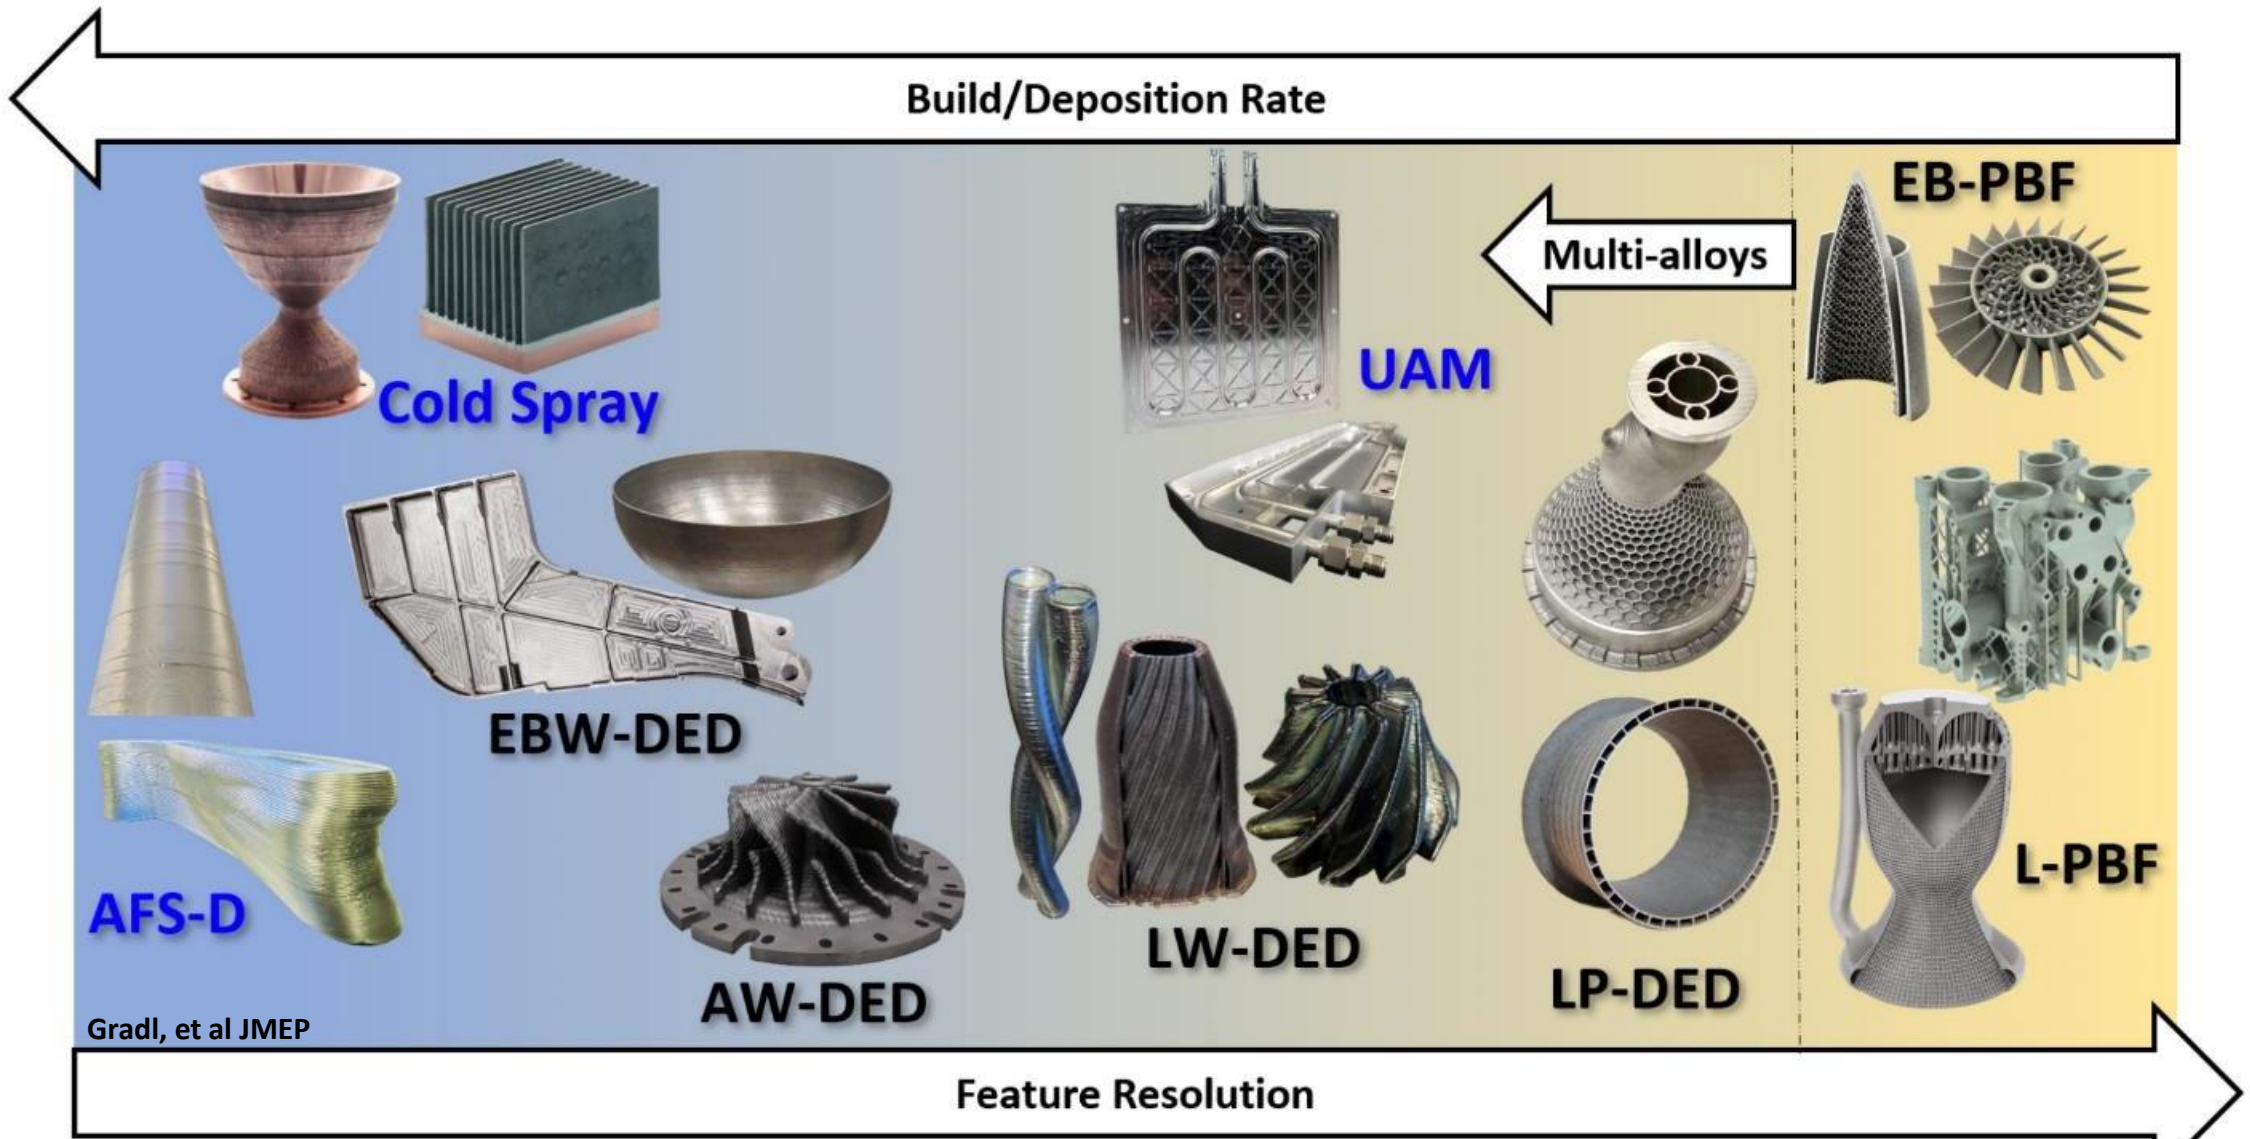 Build/Deposition Rate
EB-PBF
Multi-alloys
UAM
Cold Spray
EBW-DED
L-PBF
AFS-D
LW-DED
LP-DED
AW-DED
Gradl, et al JMEP
Feature Resolution